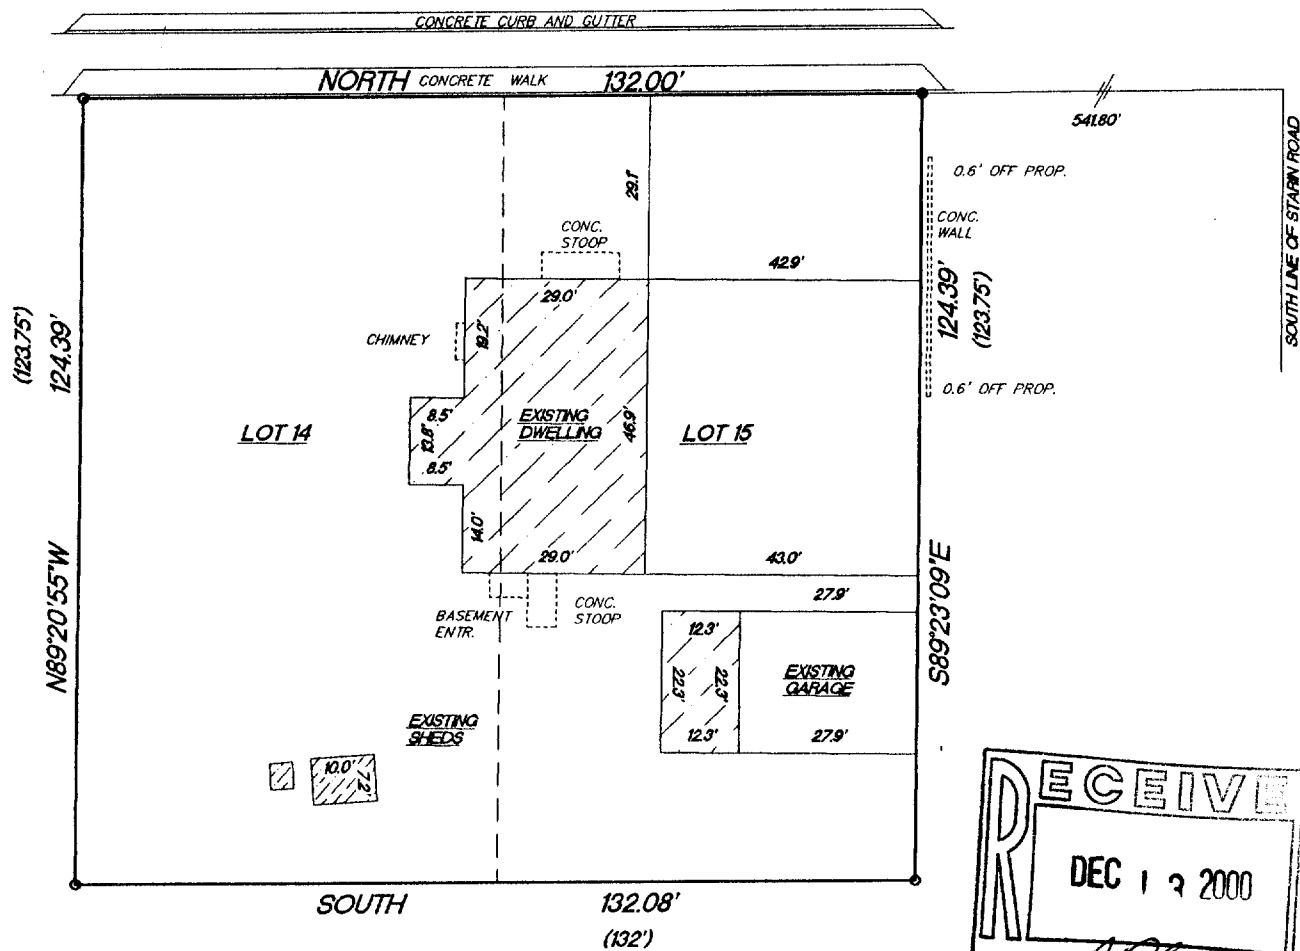 CONCRETE CURB AND GUTTER
NORTH CONCRETE WALK 132.00'
541.80'
SOUTH LINE OF STARIN ROAD
0.6' OFF PROP.
CONC.
WALL
0.6' OFF PROP.
29.1'
CONC.
STOOP
42.9'
29.0'
124.39'
(123.75')
(123.75')
124.39'
CHIMNEY
19.2'
LOT 14
8.5'
13.8'
8.5'
EXISTING
DWELLING
46.9'
LOT 15
14.0'
29.0'
43.0'
27.9'
BASEMENT
ENTR.
CONC.
STOOP
N89°20'55"W
S89°23'09"E
12.3'
22.3'
22.3'
12.3'
EXISTING
GARAGE
27.9'
EXISTING
SHEDS
10.0'
7.2'
SOUTH 132.08'
(132')
RECEIVE
DEC 13 2000